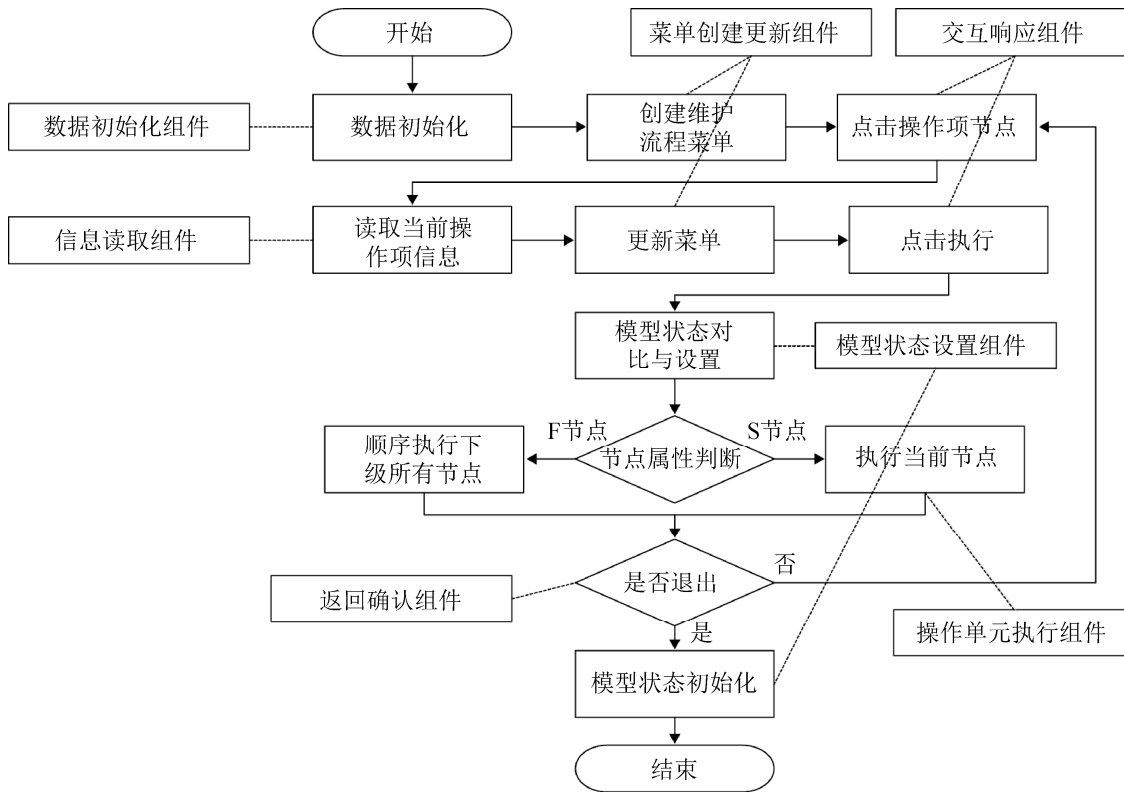 开始
菜单创建更新组件
交互响应组件
数据初始化组件
数据初始化
创建维护
流程菜单
点击操作项节点
信息读取组件
读取当前操
作项信息
更新菜单
点击执行
模型状态对
比与设置
模型状态设置组件
F节点
S节点
顺序执行下
级所有节点
节点属性判断
执行当前节点
否
返回确认组件
是否退出
操作单元执行组件
是
模型状态初始化
结束